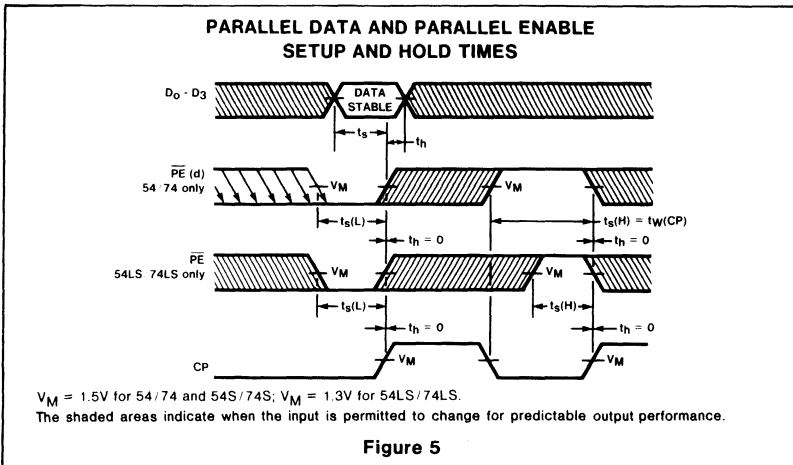 PARALLEL DATA AND PARALLEL ENABLE
SETUP AND HOLD TIMES
D0 - D3
DATA
STABLE
ts
th
PE (d)
54/74 only
VM
VM
ts(L)
ts(H) = tW(CP)
th = 0
th = 0
PE
54LS 74LS only
VM
VM
ts(L)
ts(H)
th = 0
th = 0
CP
VM
VM
VM = 1.5V for 54/74 and 54S/74S; VM = 1.3V for 54LS/74LS.
The shaded areas indicate when the input is permitted to change for predictable output performance.
Figure 5